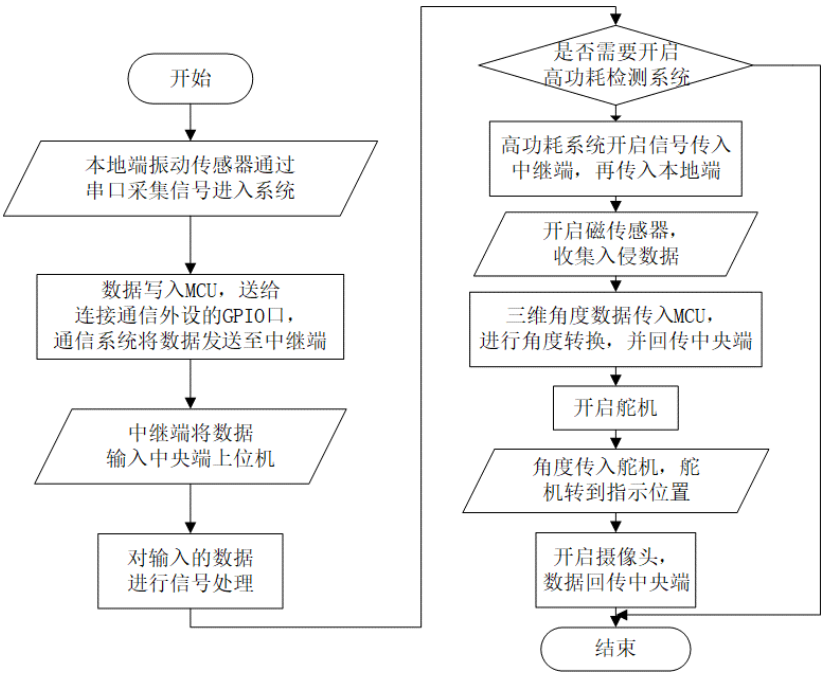 开始
本地端振动传感器通过
串口采集信号进入系统
数据写入MCU，送给
连接通信外设的GPIO口，
通信系统将数据发送至中继端
中继端将数据
输入中央端上位机
对输入的数据
进行信号处理
是否需要开启
高功耗检测系统
高功耗系统开启信号传入
中继端，再传入本地端
开启磁传感器，
收集入侵数据
三维角度数据传入MCU，
进行角度转换，并回传中央端
开启舵机
角度传入舵机，舵
机转到指示位置
开启摄像头，
数据回传中央端
结束